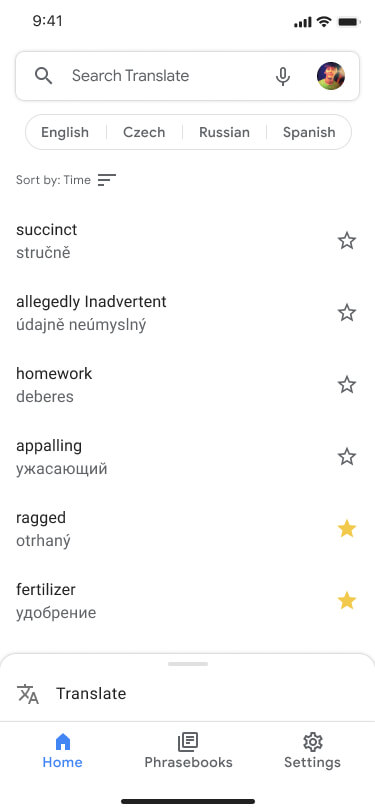 9:41
Search Translate
English Czech Russian Spanish
Sort by: Time
succinct
stručně
allegedly Inadvertent
údajně neúmyslný
homework
deberes
appalling
ужасающий
ragged
otrhaný
fertilizer
удобрение
Translate
Home Phrasebooks Settings